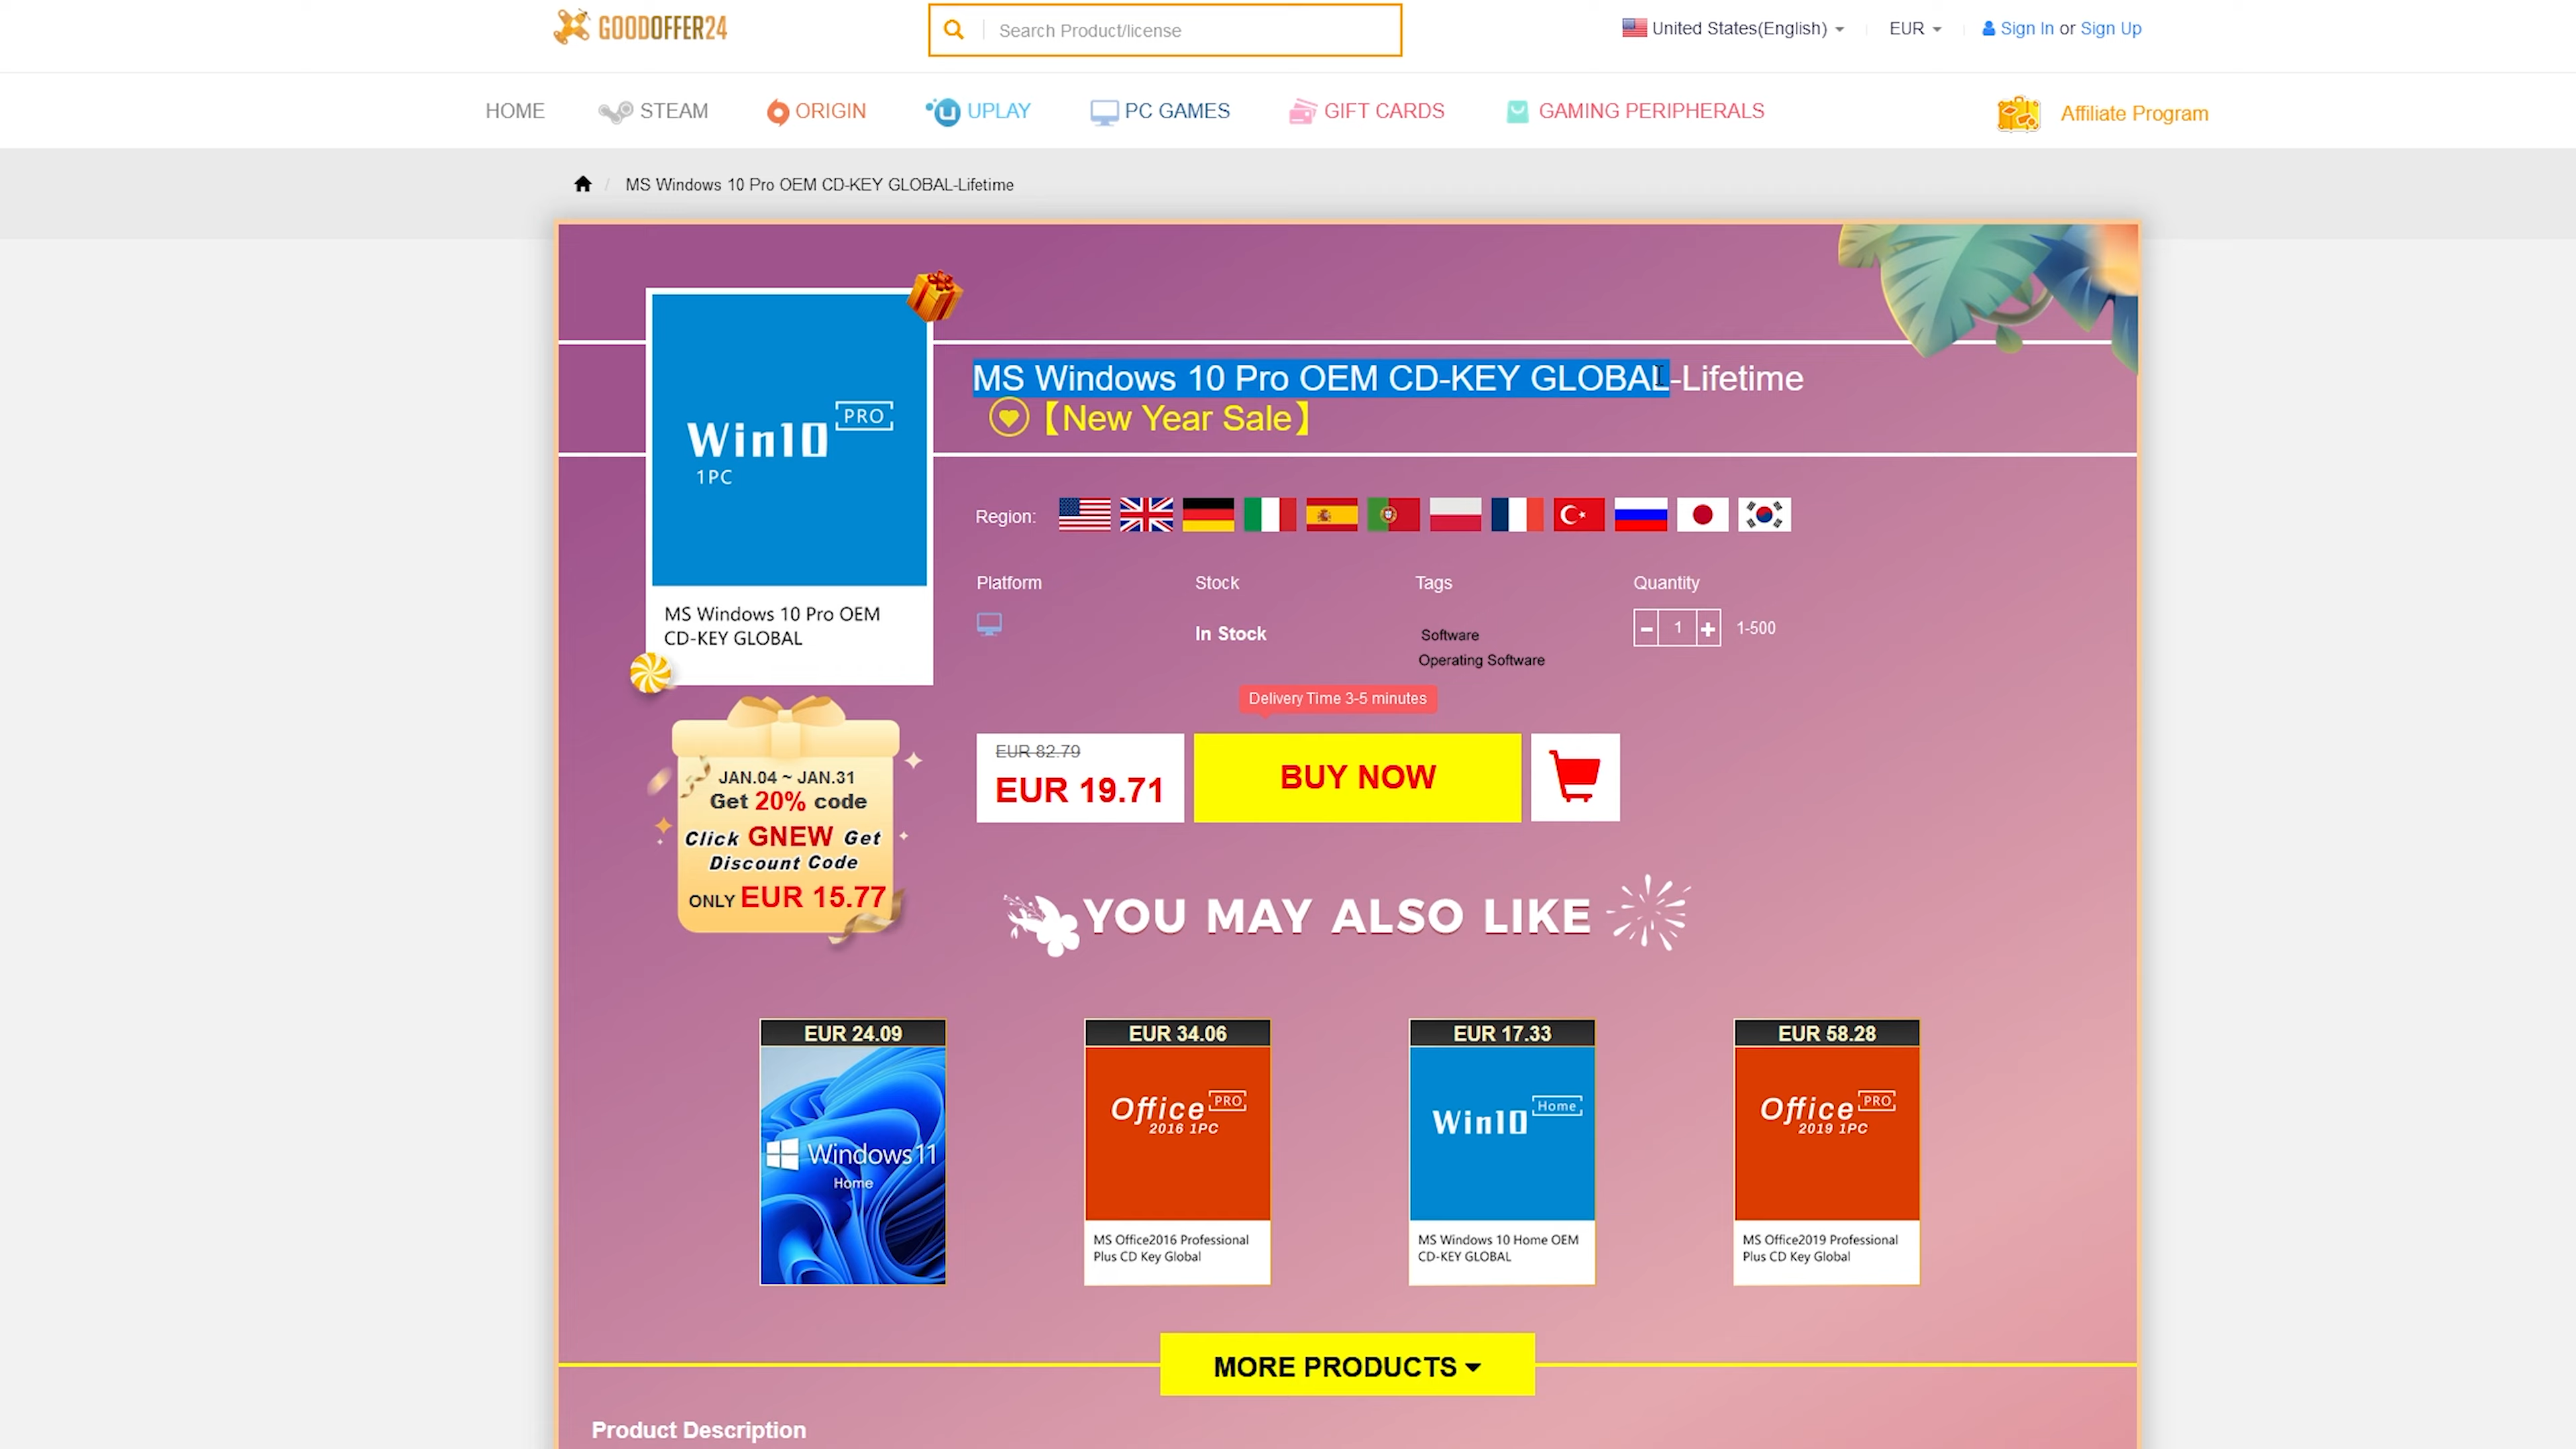 GOODOFFER24
Search Product/license
United States(English)
EUR
Sign In or Sign Up
HOME
STEAM
ORIGIN
UPLAY
PC GAMES
GIFT CARDS
GAMING PERIPHERALS
Affiliate Program
/ MS Windows 10 Pro OEM CD-KEY GLOBAL-Lifetime
Win10 PRO
1PC
MS Windows 10 Pro OEM
CD-KEY GLOBAL
MS Windows 10 Pro OEM CD-KEY GLOBAL-Lifetime
【New Year Sale】
Region:
Platform
Stock
Tags
Quantity
In Stock
Software
Operating Software
- 1 + 1-500
Delivery Time 3-5 minutes
EUR 82.79
EUR 19.71
BUY NOW
JAN.04 ~ JAN.31
Get 20% code
Click GNEW Get
Discount Code
ONLY EUR 15.77
YOU MAY ALSO LIKE
EUR 24.09
Windows 11
Home
EUR 34.06
Office PRO
2016 1PC
MS Office2016 Professional
Plus CD Key Global
EUR 17.33
Win10 Home
MS Windows 10 Home OEM
CD-KEY GLOBAL
EUR 58.28
Office PRO
2019 1PC
MS Office2019 Professional
Plus CD Key Global
MORE PRODUCTS
Product Description